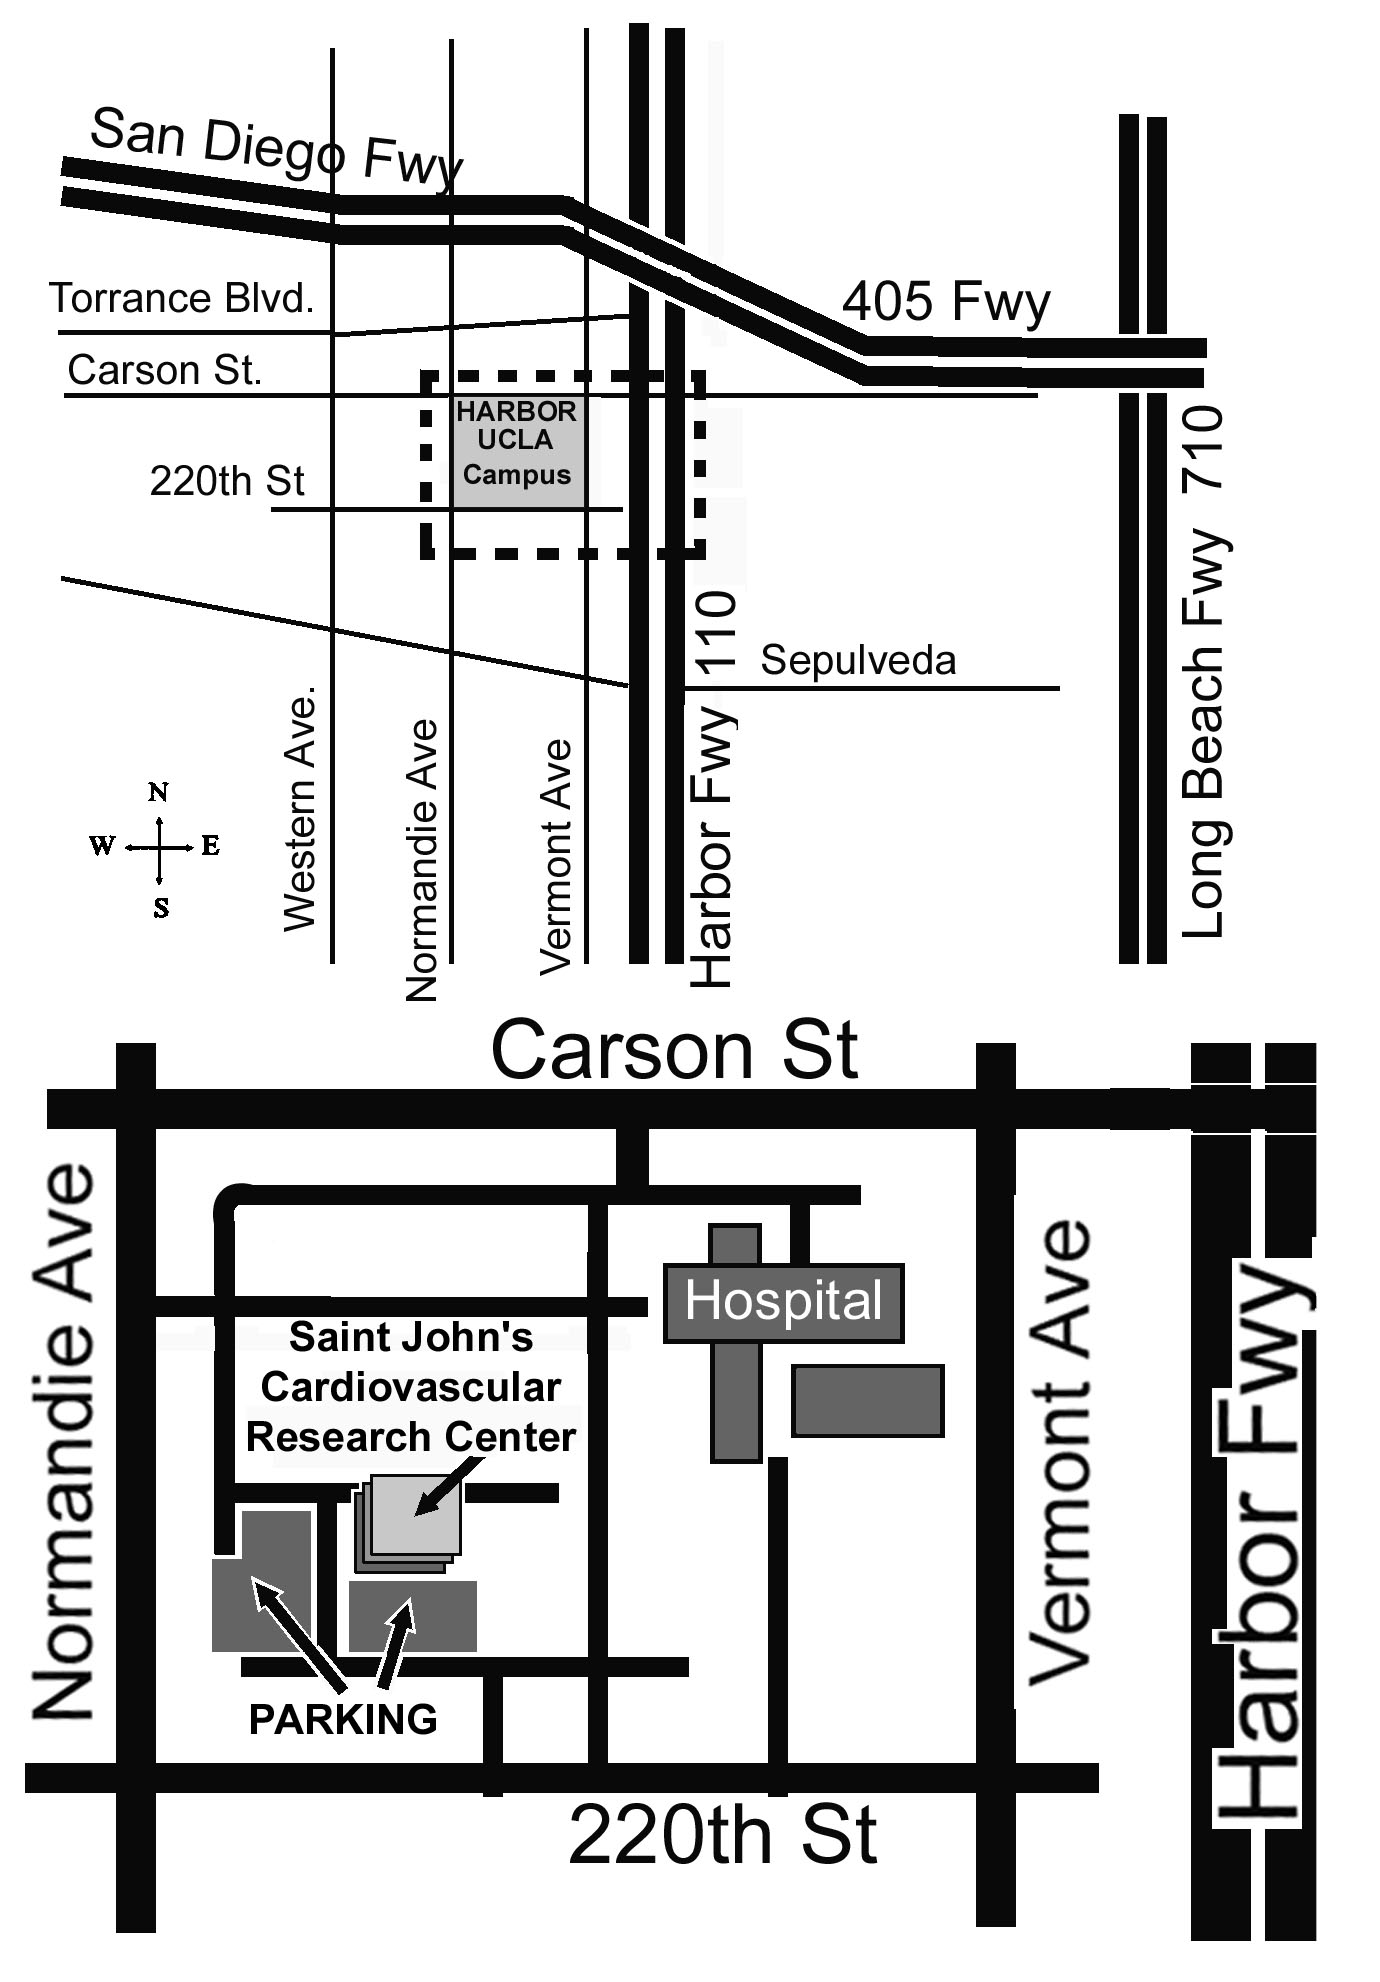 San Diego Fwy
Torrance Blvd.
405 Fwy
Carson St.
HARBOR
UCLA
Campus
220th St
Long Beach Fwy 710
Harbor Fwy 110
Sepulveda
Western Ave.
Normandie Ave
Vermont Ave
N
W E
S
Carson St
Normandie Ave
Hospital
Saint John's
Cardiovascular
Research Center
Vermont Ave
Harbor Fwy
PARKING
220th St